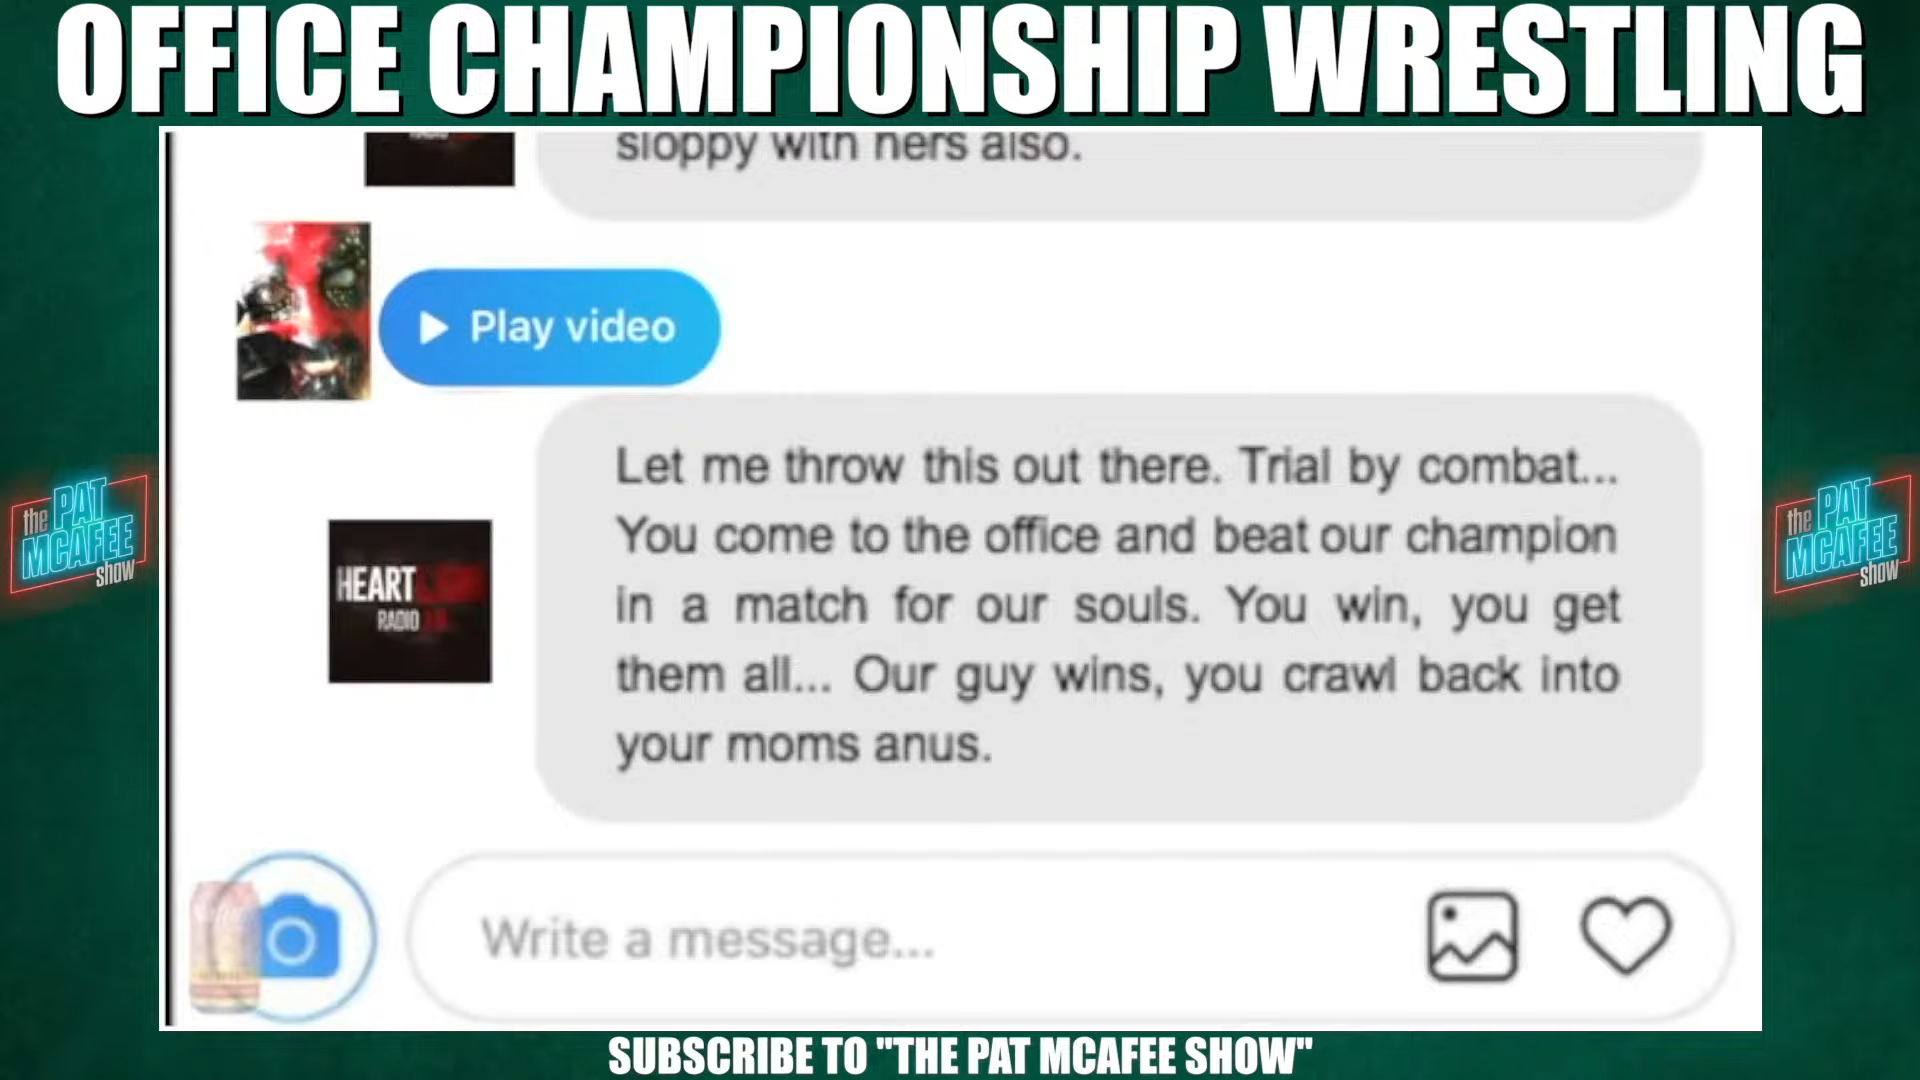 OFFICE CHAMPIONSHIP WRESTLING
sloppy with hers also.
Play video
Let me throw this out there. Trial by combat...
You come to the office and beat our champion
in a match for our souls. You win, you get
them all... Our guy wins, you crawl back into
your moms anus.
HEART
RADIO
the PAT
MCAFEE
show
the PAT
MCAFEE
show
Write a message...
SUBSCRIBE TO "THE PAT MCAFEE SHOW"